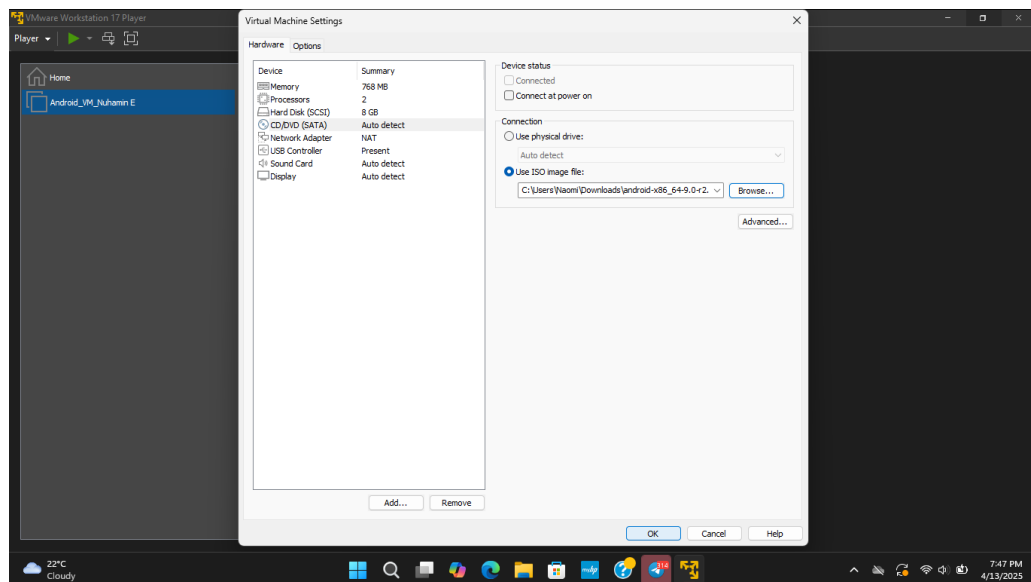 VMware Workstation 17 Player
Player
Home
Android_VM_Nuhamin E
Virtual Machine Settings
Hardware Options
Device Summary
Memory 768 MB
Processors 2
Hard Disk (SCSI) 8 GB
CD/DVD (SATA) Auto detect
Network Adapter NAT
USB Controller Present
Sound Card Auto detect
Display Auto detect
Add... Remove
Device status
Connected
Connect at power on
Connection
Use physical drive:
Auto detect
Use ISO image file:
C:\Users\Naomi\Downloads\android-x86_64-9.0-r2. Browse...
Advanced...
OK Cancel Help
22°C
Cloudy
314
7:47 PM
4/13/2025